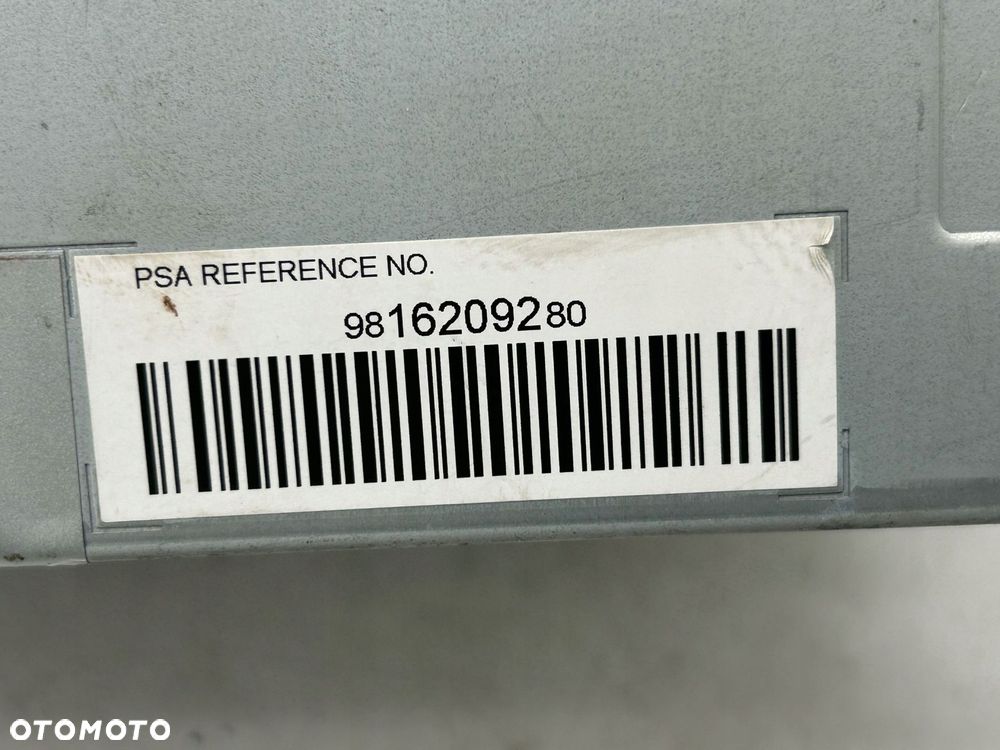 PSA REFERENCE NO.
9816209280
OTOMOTO